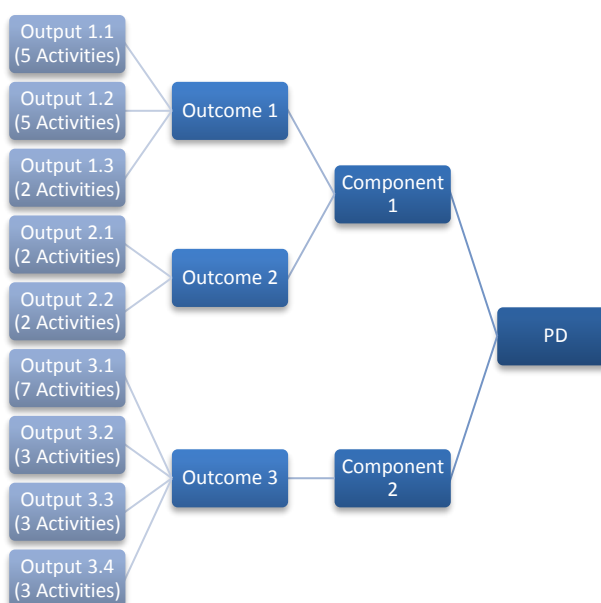 Output 1.1
(5 Activities)
Output 1.2
(5 Activities)
Output 1.3
(2 Activities)
Output 2.1
(2 Activities)
Output 2.2
(2 Activities)
Output 3.1
(7 Activities)
Output 3.2
(3 Activities)
Output 3.3
(3 Activities)
Output 3.4
(3 Activities)
Outcome 1
Outcome 2
Outcome 3
Component
1
Component
2
PD